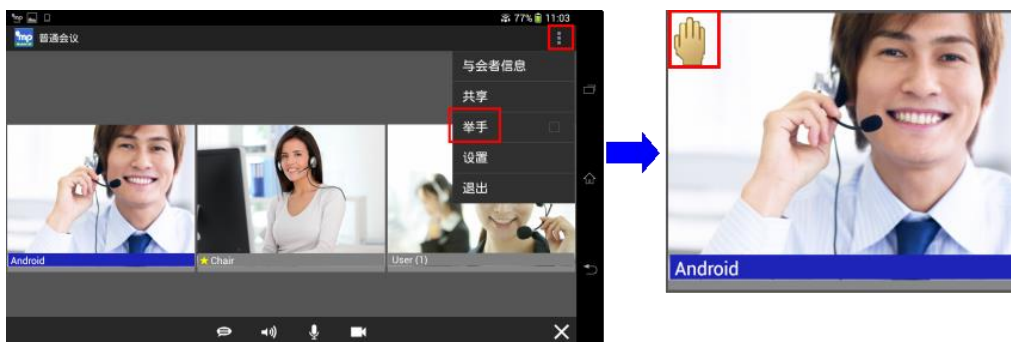 77% 11:03
mp 普通会议
与会者信息
共享
举手
设置
退出
Android
Chair
User (1)
Android